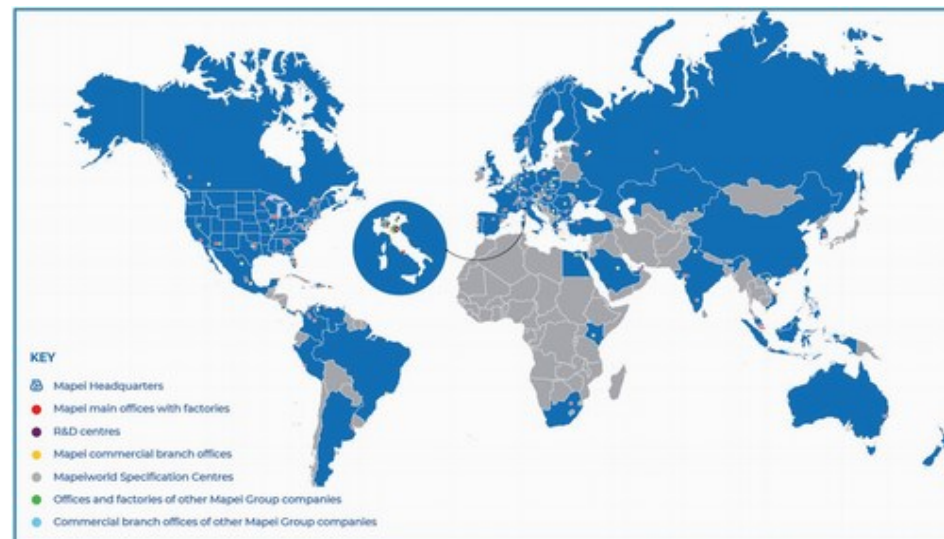 KEY
Mapei Headquarters
Mapei main offices with factories
R&D centres
Mapei commercial branch offices
Mapeiworld Specification Centres
Offices and factories of other Mapei Group companies
Commercial branch offices of other Mapei Group companies